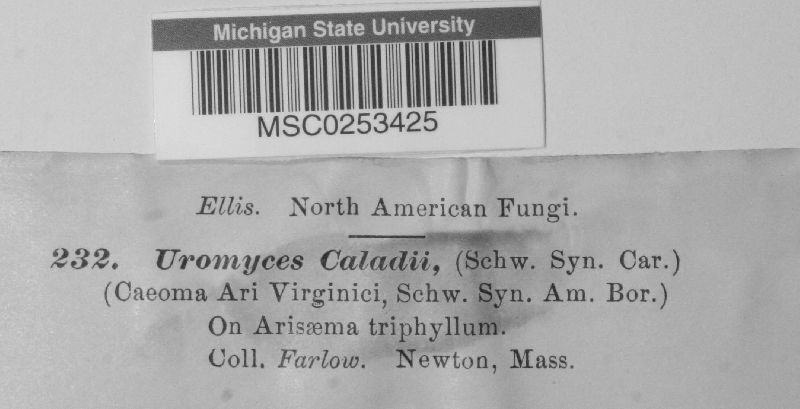 Michigan State University
MSC0253425
Ellis. North American Fungi.
232. Uromyces Caladii, (Schw. Syn. Car.)
(Caeoma Ari Virginici, Schw. Syn. Am. Bor.)
On Arisæma triphyllum.
Coll. Farlow. Newton, Mass.